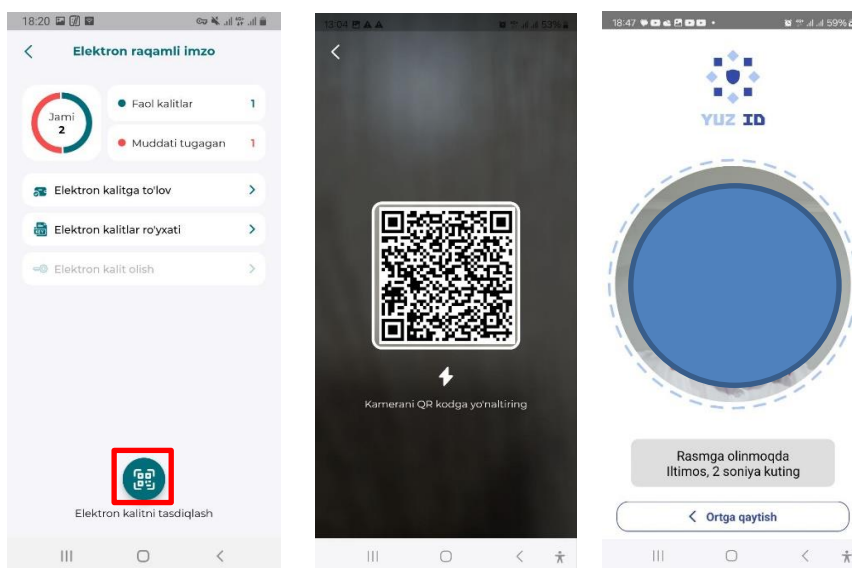 18:20
Elektron raqamli imzo
Jami
2
Faol kalitlar 1
Muddati tugagan 1
Elektron kalitga to'lov
Elektron kalitlar ro'yxati
Elektron kalit olish
Elektron kalitni tasdiqlash
13:04 53%
Kamerani QR kodga yo'naltiring
18:47 59%
YUZ ID
Rasmga olinmoqda
Iltimos, 2 soniya kuting
Ortga qaytish